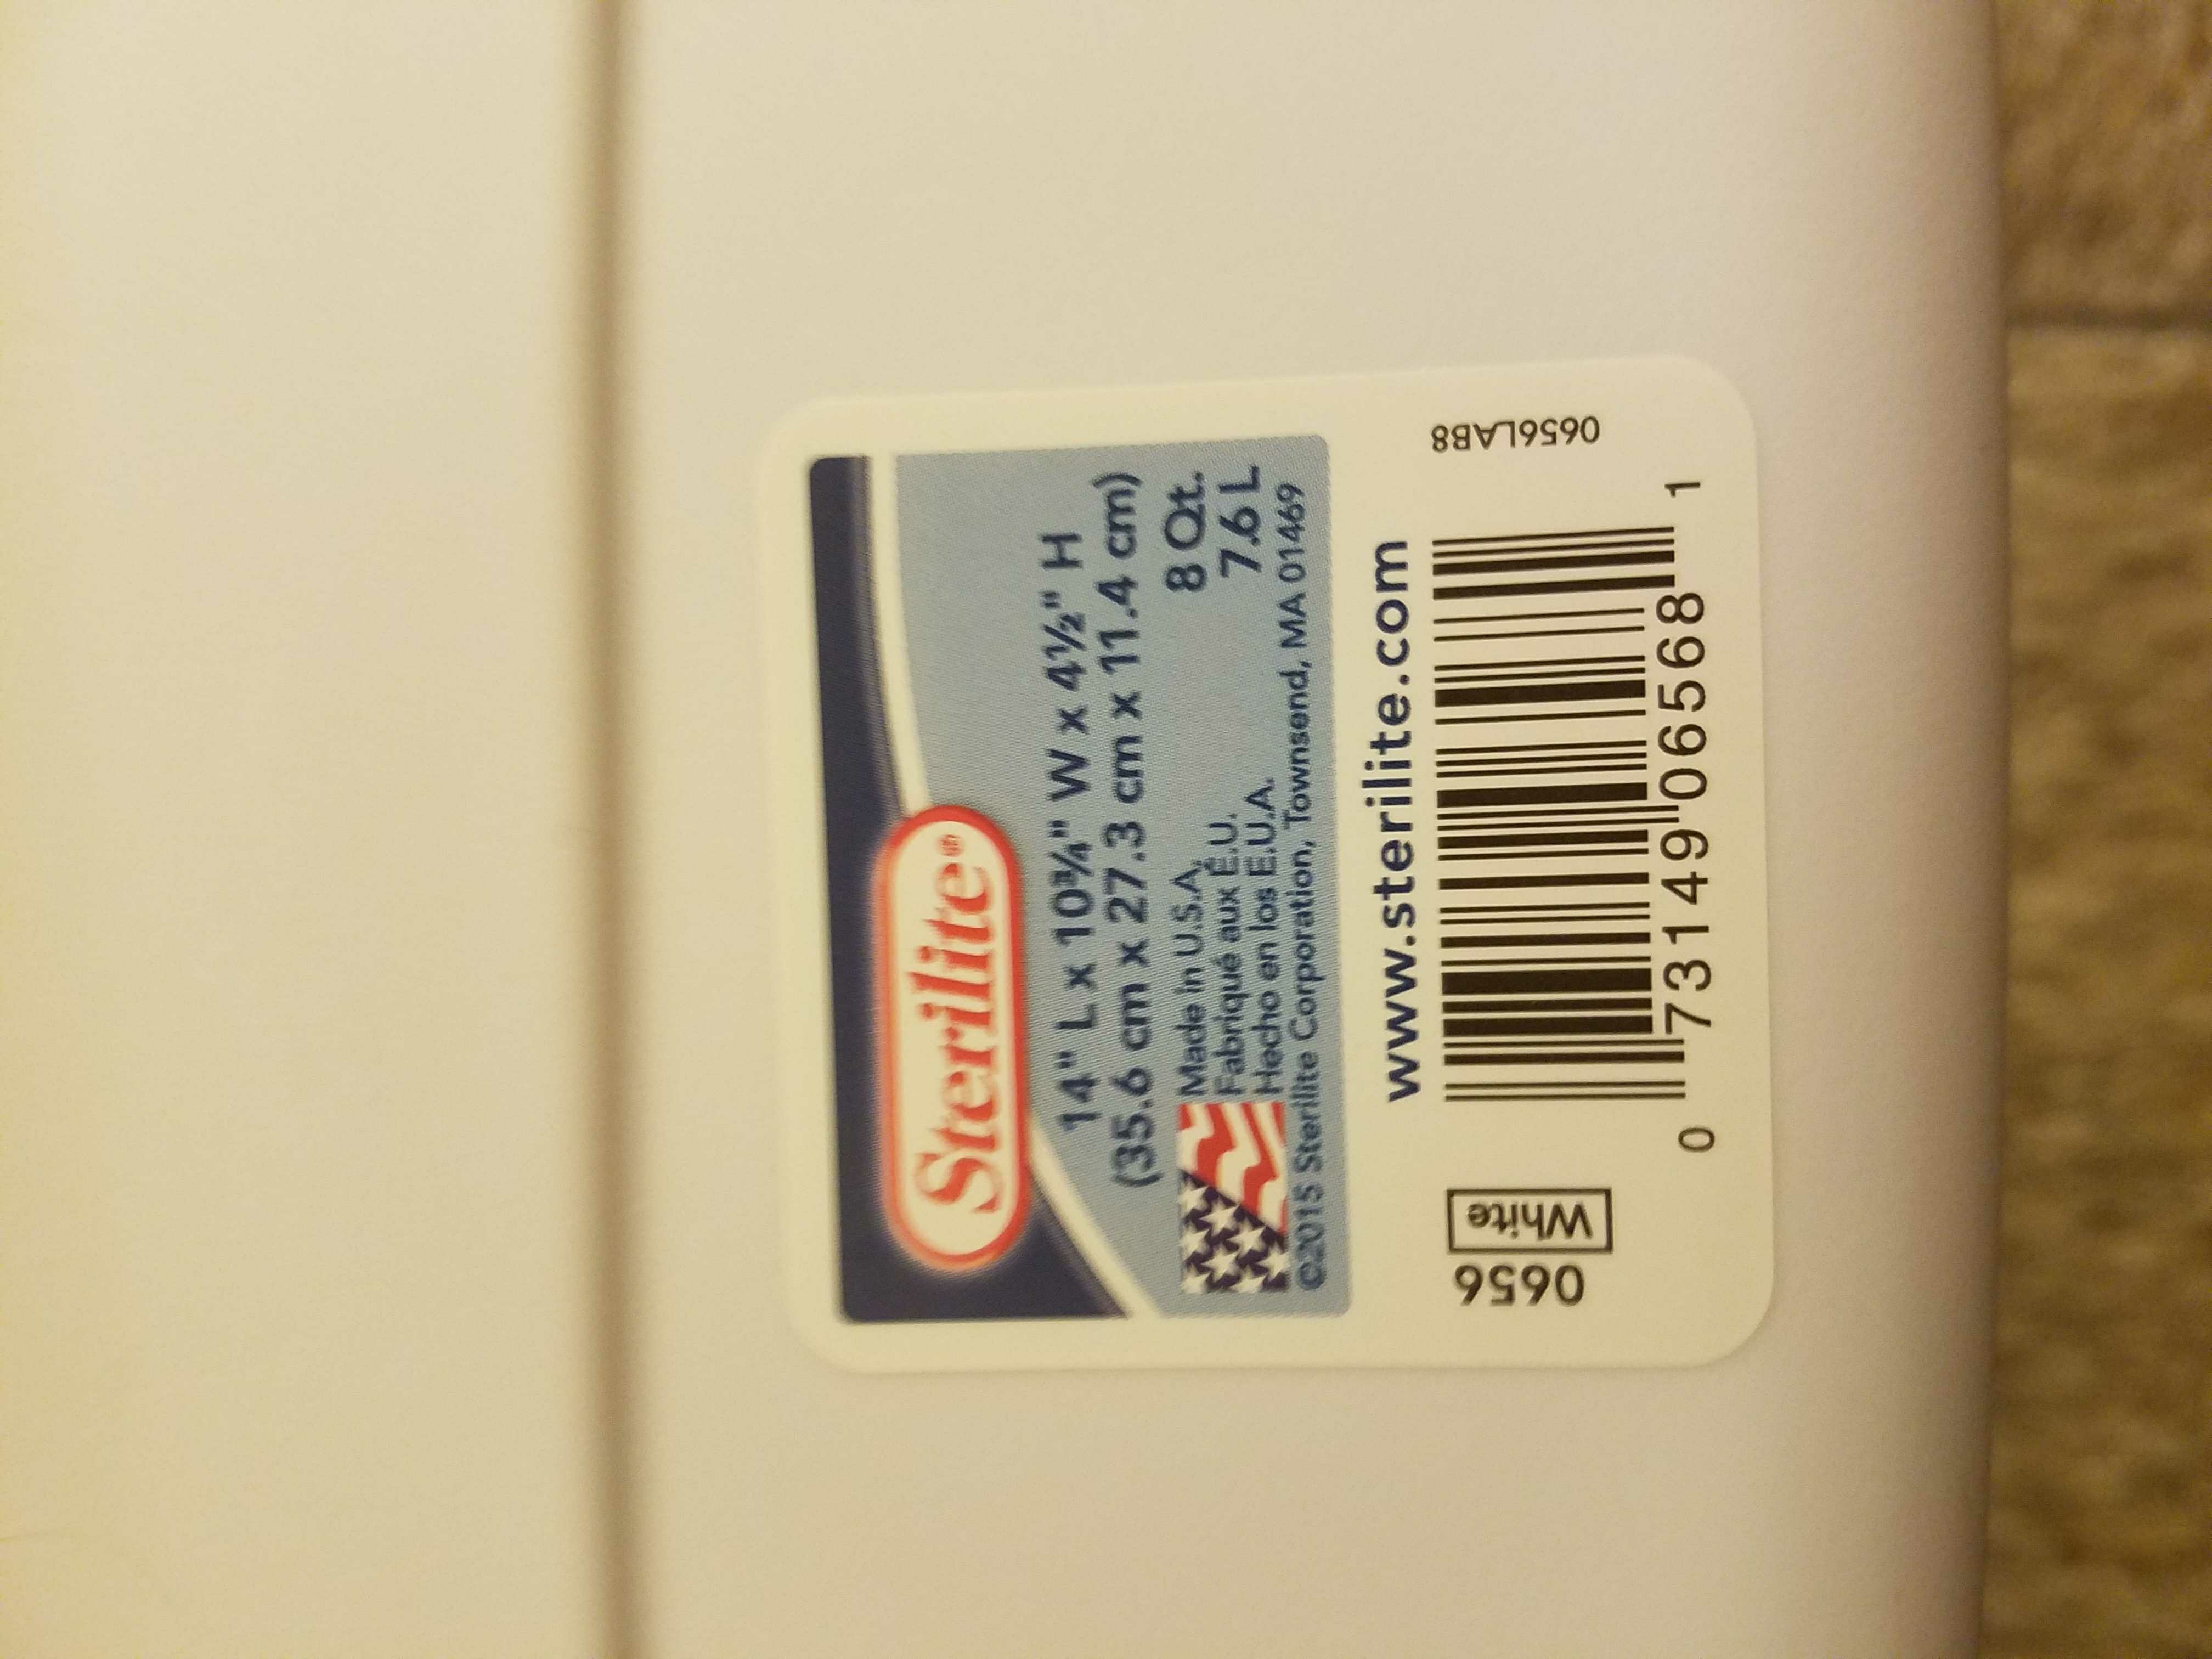 Sterilite®
14" L x 10¾" W x 4½" H
(35.6 cm x 27.3 cm x 11.4 cm)
Made in U.S.A.
Fabriqué aux É.U.
Hecho en los E.U.A.
8 Qt.
7.6 L
©2015 Sterilite Corporation, Townsend, MA 01469
www.sterilite.com
0656
White
0 73149 06568 1
0656LAB8